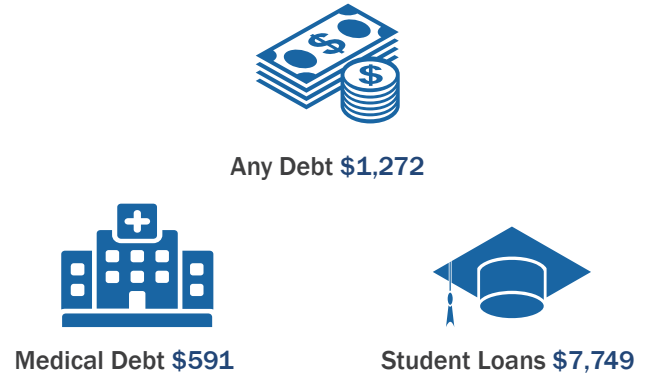 $
$
Any Debt $1,272
Medical Debt $591
Student Loans $7,749